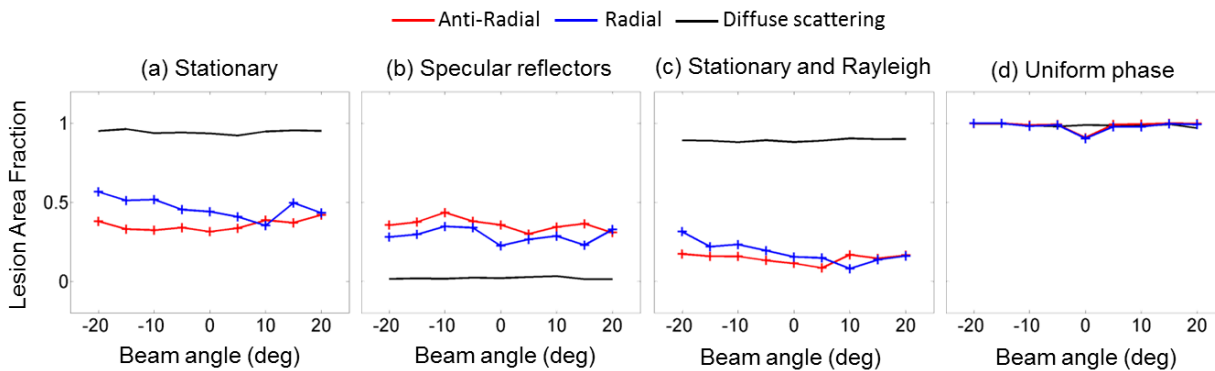 Anti-Radial Radial Diffuse scattering
(a) Stationary (b) Specular reflectors (c) Stationary and Rayleigh (d) Uniform phase
Lesion Area Fraction
1
0.5
0
-20 -10 0 10 20 -20 -10 0 10 20 -20 -10 0 10 20 -20 -10 0 10 20
Beam angle (deg) Beam angle (deg) Beam angle (deg) Beam angle (deg)